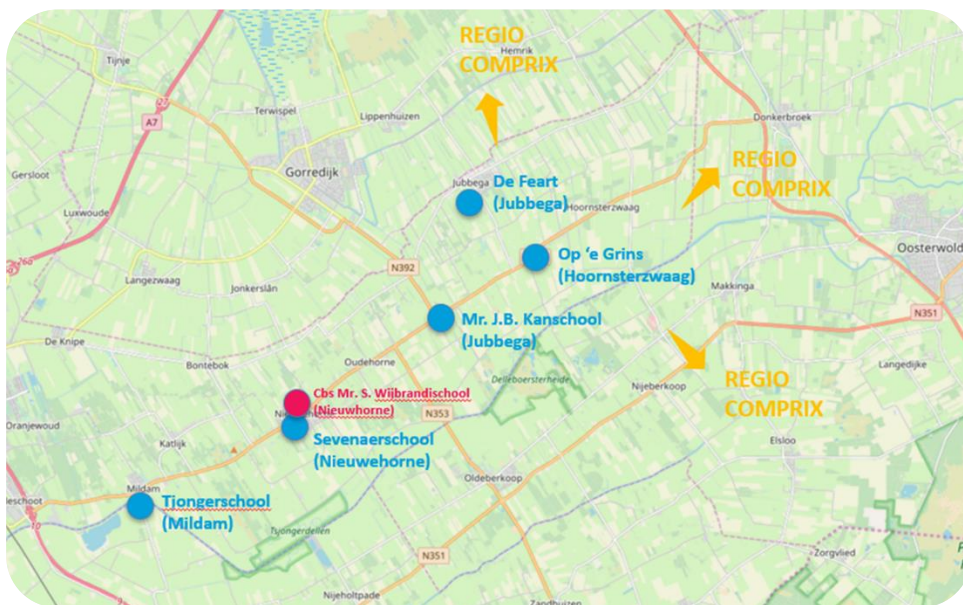 REGIO
COMPRIX
Hemrik
Tijnje
Terwispel
Lippenhuizen
A7
Donkerbroek
Gersloot
Gorredijk
REGIO
COMPRIX
De Feart
(Jubbega)
Jubbega
Luxwoude
Hoornsterzwaag
Oosterwold
Op ‘e Grins
(Hoornsterzwaag)
N392
Langezwaag
Jonkerslân
Makkinga
N351
Mr. J.B. Kanschool
(Jubbega)
De Knipe
Bontebok
Oudehorne
Langedijke
Delleboersterheide
Nijeberkoop
REGIO
COMPRIX
Cbs Mr. S. Wijbrandischool
(Nieuwhorne)
N353
Oranjewoud
Katlijk
Sevenaerschool
(Nieuwehorne)
Elsloo
Oldeberkoop
Mildam
Tjongerschool
(Mildam)
Tjongerdellen
N351
Zorgvlied
Nijeholtpade
Zandhuizen